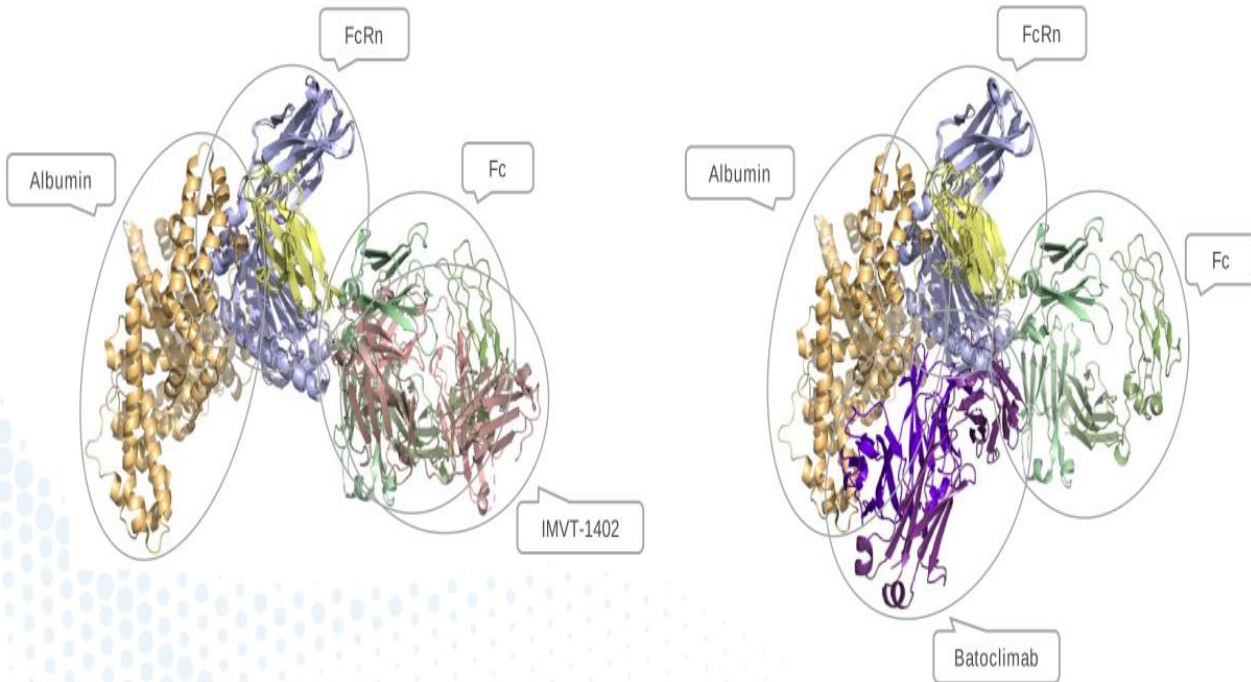 FcRn
Albumin
Fc
IMVT-1402
FcRn
Albumin
Fc
Batoclimab